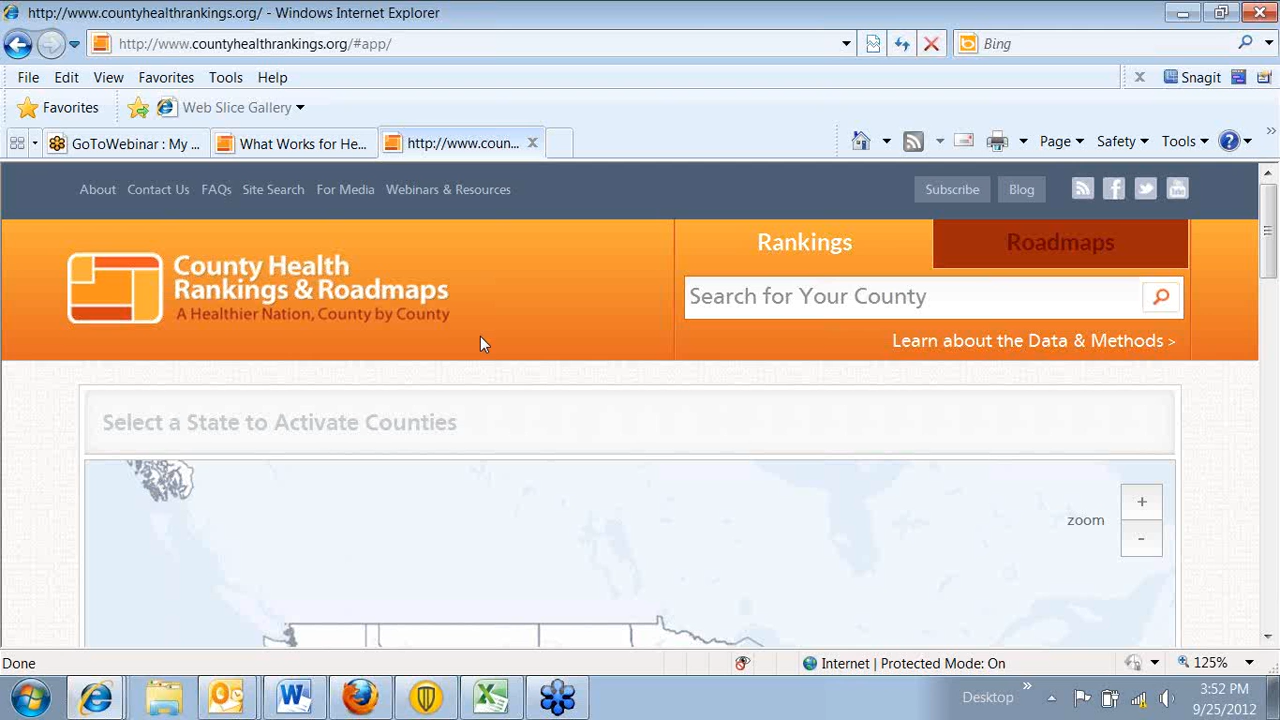 http://www.countyhealthrankings.org/ - Windows Internet Explorer
http://www.countyhealthrankings.org/#app/
Bing
File Edit View Favorites Tools Help
Snagit
Favorites Web Slice Gallery
GoToWebinar : My ... What Works for He... http://www.coun...
Page Safety Tools
About Contact Us FAQs Site Search For Media Webinars & Resources Subscribe Blog
Rankings Roadmaps
County Health
Rankings & Roadmaps
A Healthier Nation, County by County
Search for Your County
Learn about the Data & Methods >
Select a State to Activate Counties
zoom
+
-
Done Internet | Protected Mode: On 125%
Desktop
3:52 PM
9/25/2012